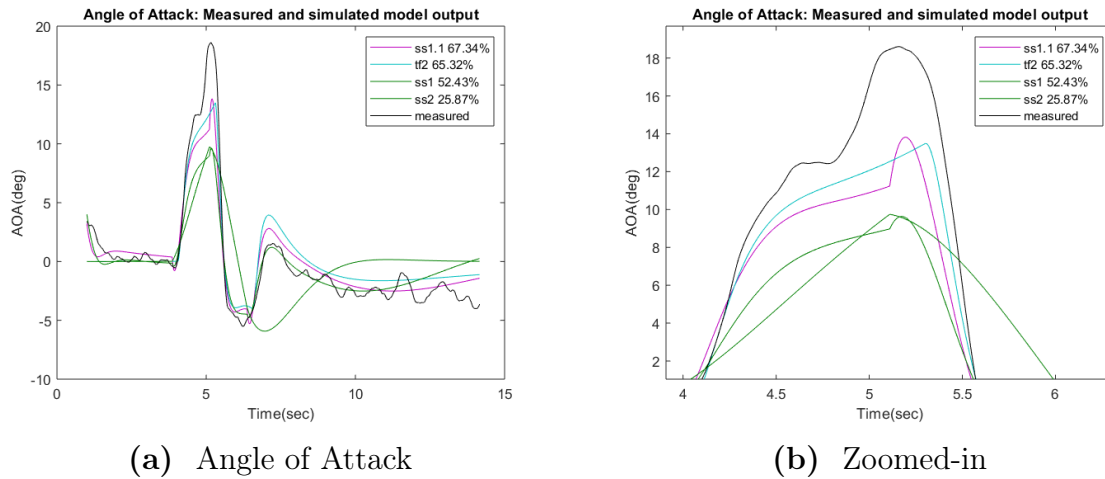 Angle of Attack: Measured and simulated model output
20
15
10
5
0
-5
-10
AOA(deg)
0
5
10
15
Time(sec)
ss1.1 67.34%
tf2 65.32%
ss1 52.43%
ss2 25.87%
measured
(a) Angle of Attack
Angle of Attack: Measured and simulated model output
18
16
14
12
10
8
6
4
2
AOA(deg)
4
4.5
5
5.5
6
Time(sec)
ss1.1 67.34%
tf2 65.32%
ss1 52.43%
ss2 25.87%
measured
(b) Zoomed-in